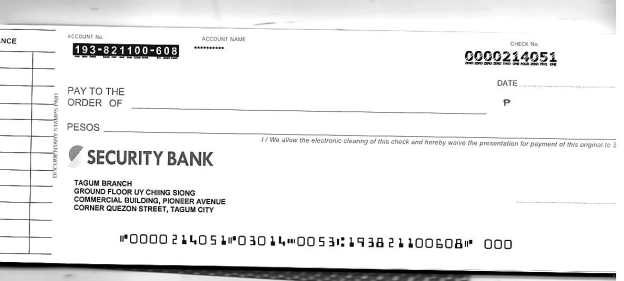 NCE
ACCOUNT No.
ACCOUNT NAME
CHECK No.
193-821100-608
**********
0000214051
DATE
PAY TO THE
ORDER OF
₱
PESOS
I / We allow the electronic clearing of this check and hereby waive the presentation for payment of this original to S
DOCUMENTARY STAMPS PAID
SECURITY BANK
TAGUM BRANCH
GROUND FLOOR UY CHIING SIONG
COMMERCIAL BUILDING, PIONEER AVENUE
CORNER QUEZON STREET, TAGUM CITY
⑈0000214051⑈03014⑉0053⑆193821100608⑈ 000